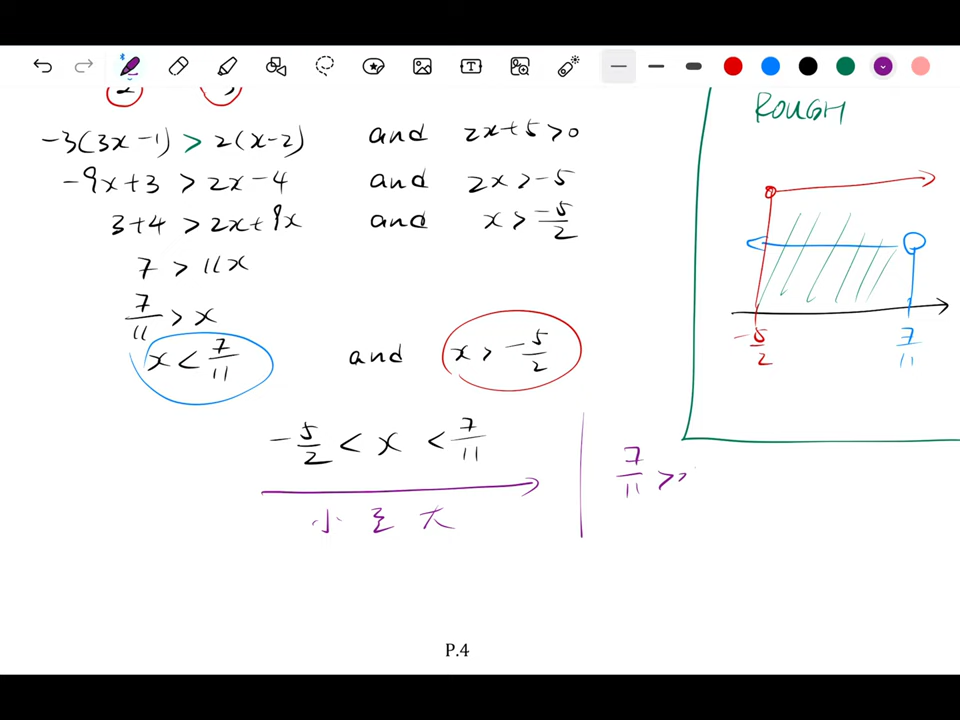 -3(3x-1) > 2(x-2) and 2x+5>0
-9x+3 > 2x-4 and 2x>-5
3+4 > 2x+9x and x > -5/2
7 > 11x
7/11 > x
x < 7/11 and x > -5/2
-5/2 < x < 7/11
小 至 大
7/11 >
ROUGH
-5/2 7/11
P.4